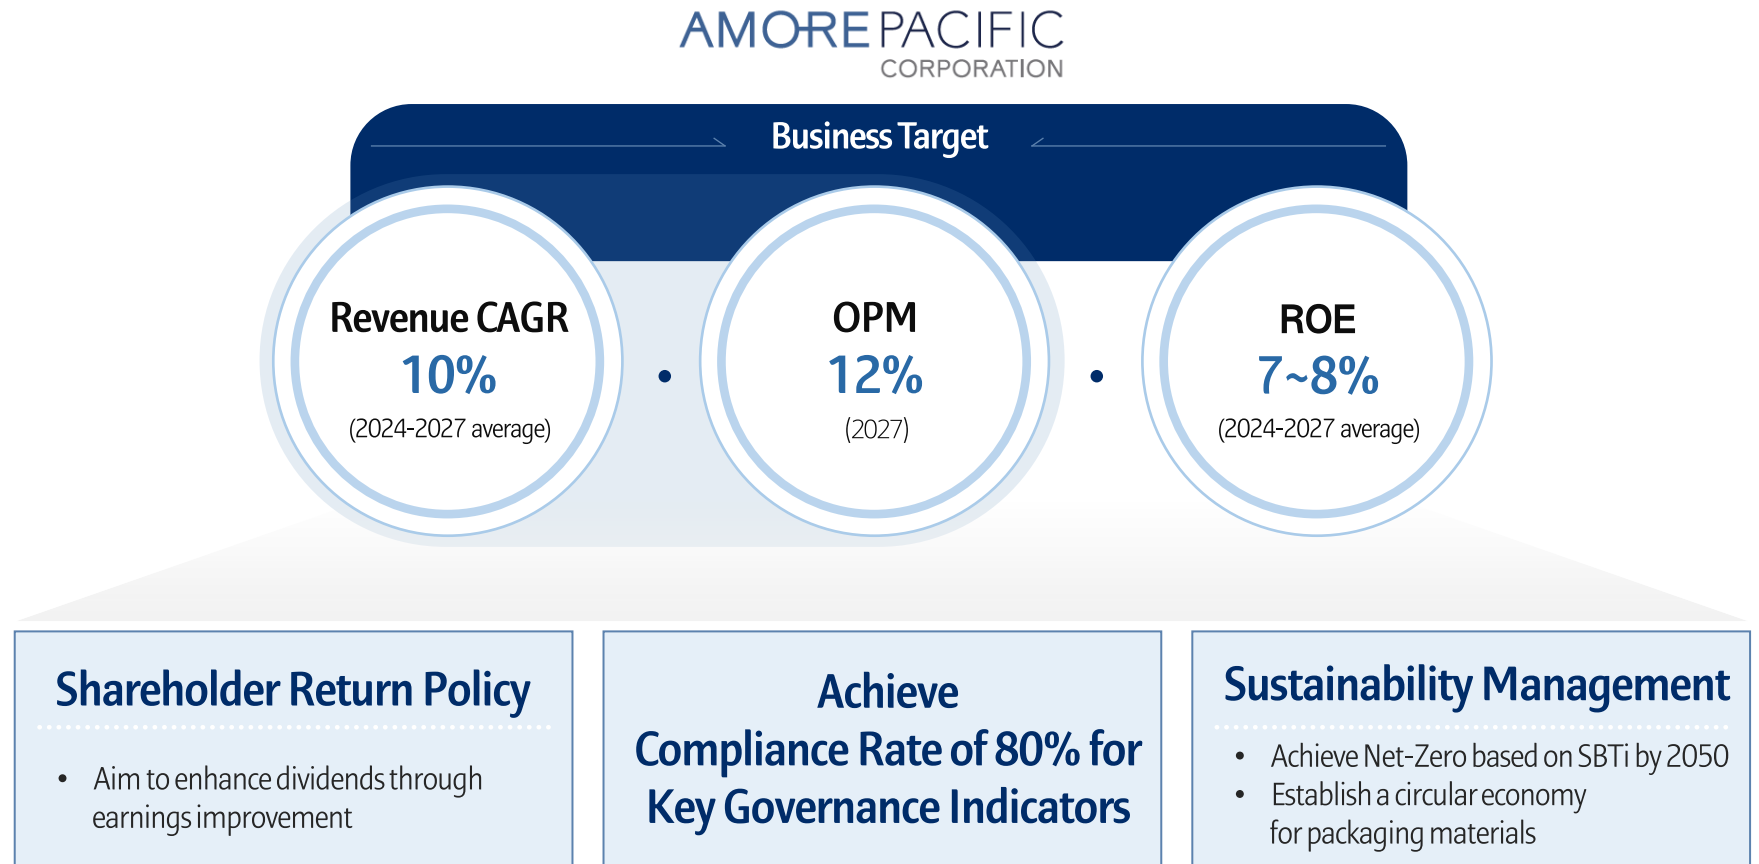 AMOREPACIFIC
CORPORATION
Business Target
Revenue CAGR
10%
(2024-2027 average)
OPM
12%
(2027)
ROE
7~8%
(2024-2027 average)
Shareholder Return Policy
• Aim to enhance dividends through
earnings improvement
Achieve
Compliance Rate of 80% for
Key Governance Indicators
Sustainability Management
• Achieve Net-Zero based on SBTi by 2050
• Establish a circular economy
for packaging materials